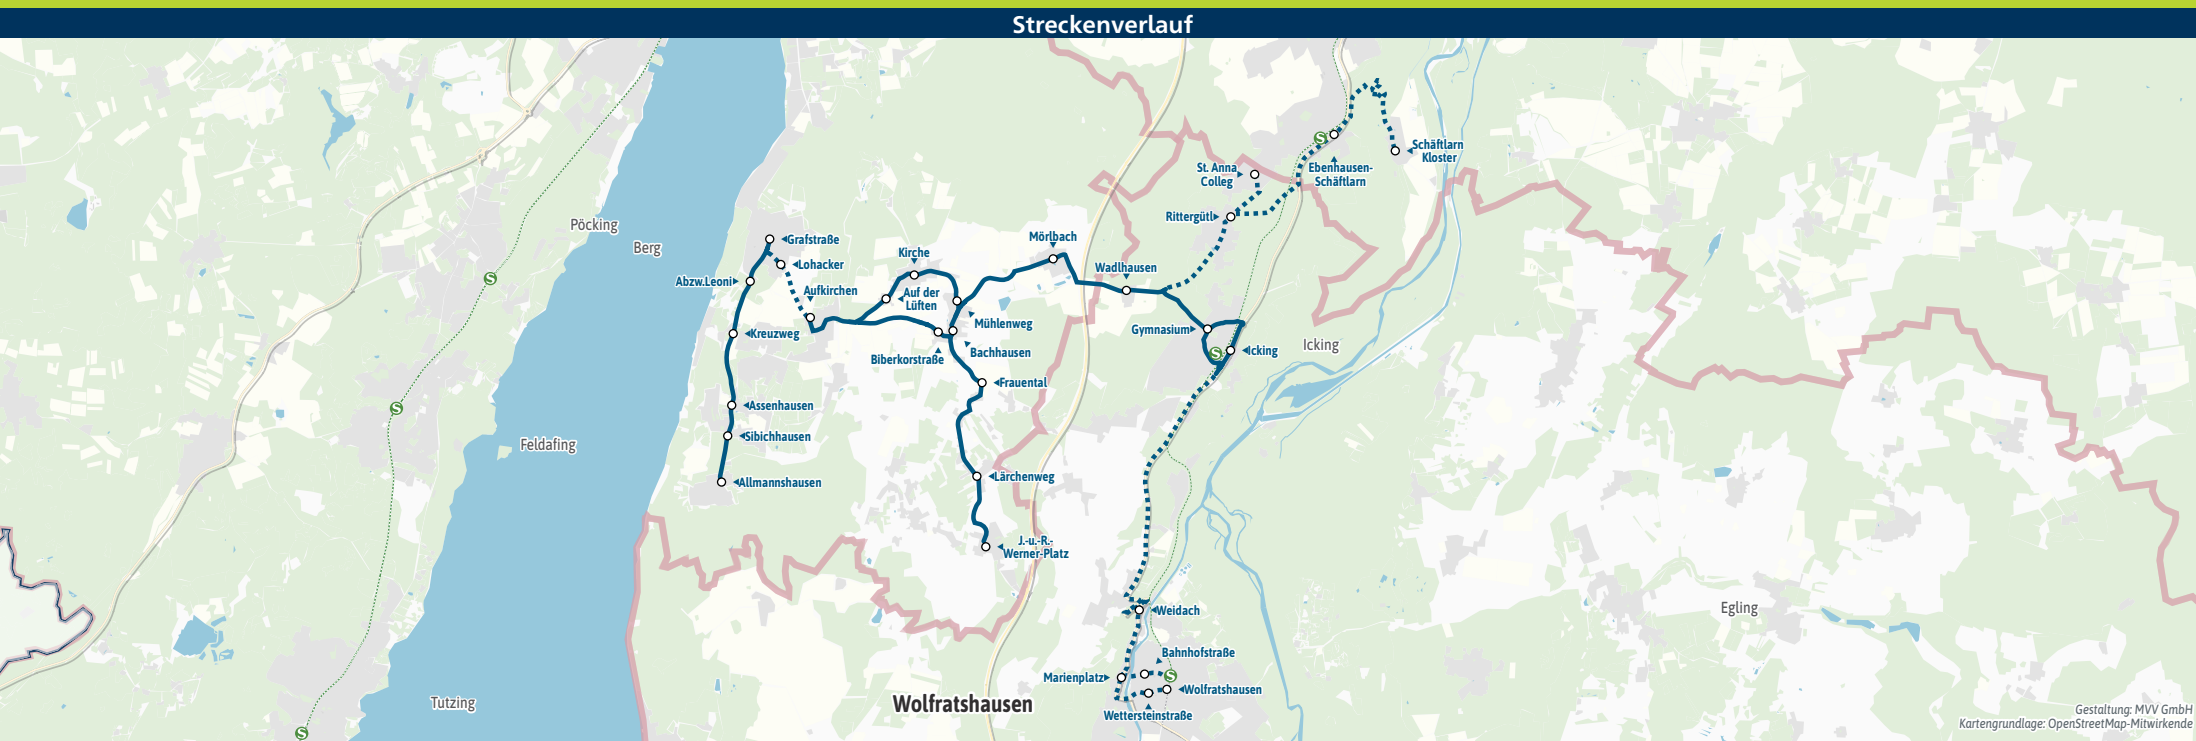 Streckenverlauf
Schäftlarn
Kloster
St. Anna
Colleg
Ebenhausen-
Schäftlarn
Rittergütl
Pöcking
Berg
Grafstraße
Mörlbach
Kirche
Lohacker
Wadlhausen
Abzw.Leoni
Aufkirchen
Auf der
Lüften
Mühlenweg
Gymnasium
Kreuzweg
Icking
Icking
Bachhausen
Biberkorstraße
Frauental
Assenhausen
Sibichhausen
Feldafing
Lärchenweg
Allmannshausen
J.-u.-R.-
Werner-Platz
Weidach
Egling
Bahnhofstraße
Marienplatz
Wolfratshausen
Tutzing
Wolfratshausen
Wettersteinstraße
Gestaltung: MVV GmbH
Kartengrundlage: OpenStreetMap-Mitwirkende
S
S
S
S
S
S